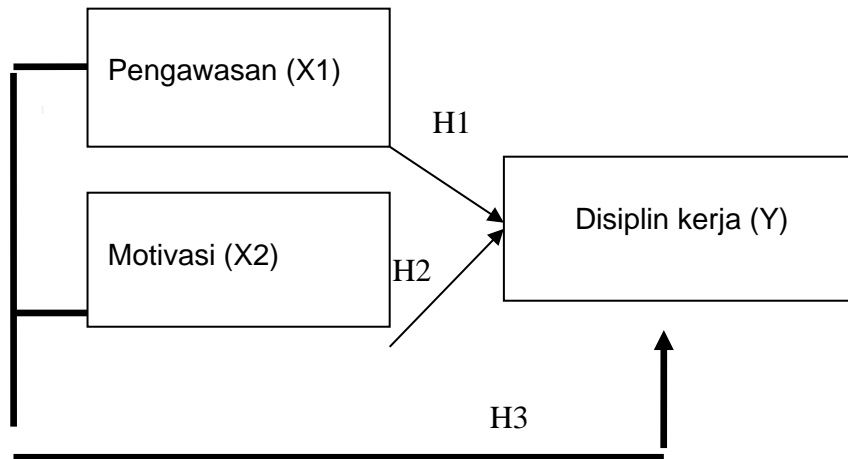 Pengawasan (X1)
H1
Disiplin kerja (Y)
Motivasi (X2)
H2
H3